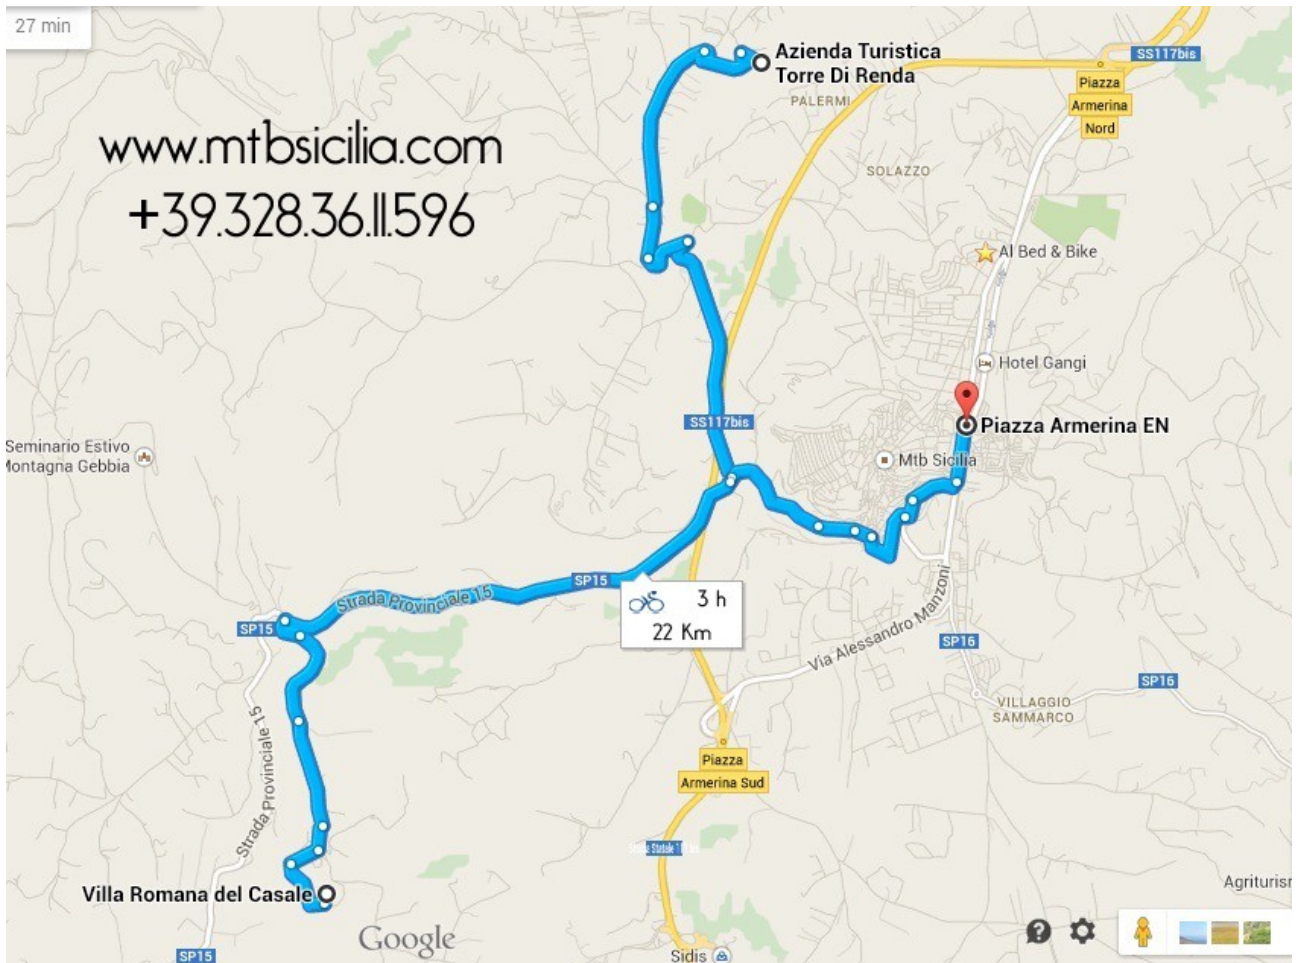 27 min
Azienda Turistica
Torre Di Renda
SS117bis
PALERMI
Piazza
Armerina
Nord
www.mtbsicilia.com
+39.328.36.11.596
SOLAZZO
Al Bed & Bike
Hotel Gangi
SS117bis
Piazza Armerina EN
Seminario Estivo
Montagna Gebbia
Mtb Sicilia
SP15
Strada Provinciale 15
3 h
22 Km
SP15
Via Alessandro Manzoni
SP16
SP16
VILLAGGIO
SAMMARCO
Strada Provinciale 15
Piazza
Armerina Sud
Villa Romana del Casale
Agriturism
Google
SP15
Sidis